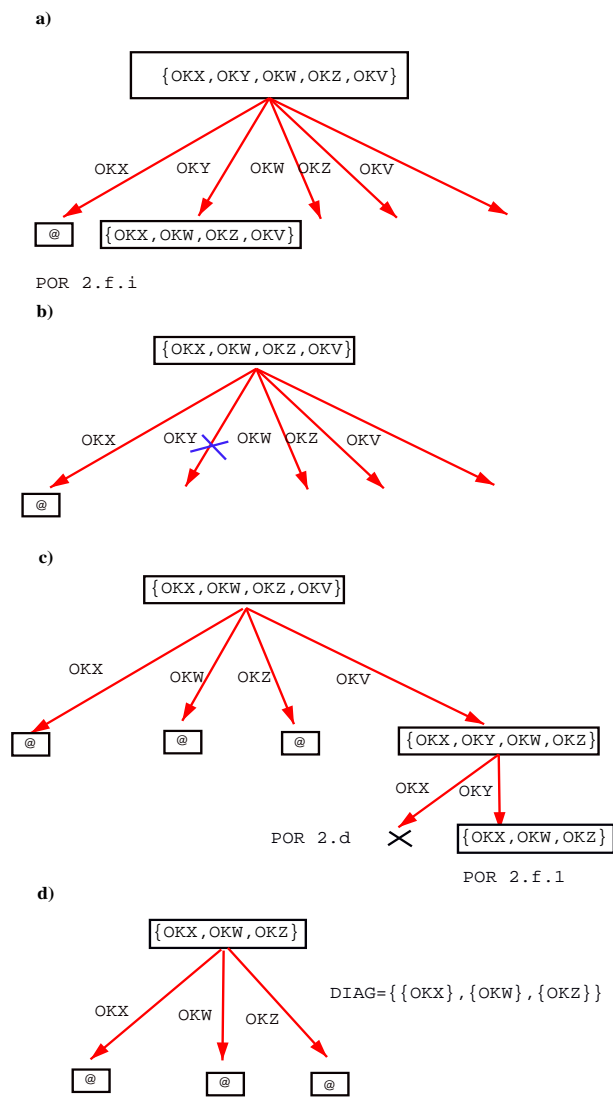 a)
{OKX,OKY,OKW,OKZ,OKV}
OKX OKY OKW OKZ OKV
@ {OKX,OKW,OKZ,OKV}
POR 2.f.i
b)
{OKX,OKW,OKZ,OKV}
OKX OKY OKW OKZ OKV
@
c)
{OKX,OKW,OKZ,OKV}
OKX OKW OKZ OKV
@ @ @ {OKX,OKY,OKW,OKZ}
OKX OKY
POR 2.d {OKX,OKW,OKZ}
POR 2.f.1
d)
{OKX,OKW,OKZ}
DIAG={{OKX},{OKW},{OKZ}}
OKX OKW OKZ
@ @ @